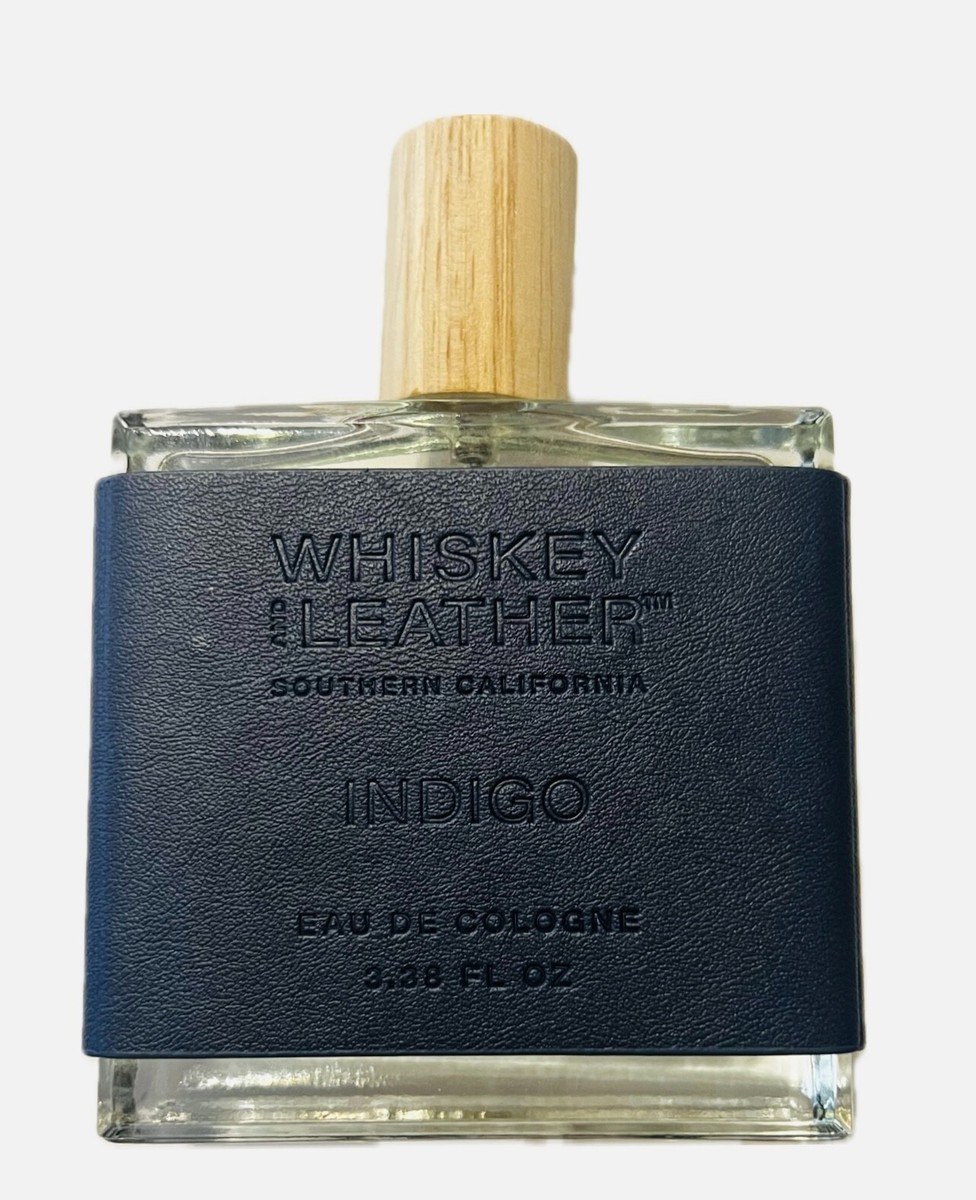 WHISKEY
AND LEATHER™
SOUTHERN CALIFORNIA
INDIGO
EAU DE COLOGNE
3.38 FL OZ